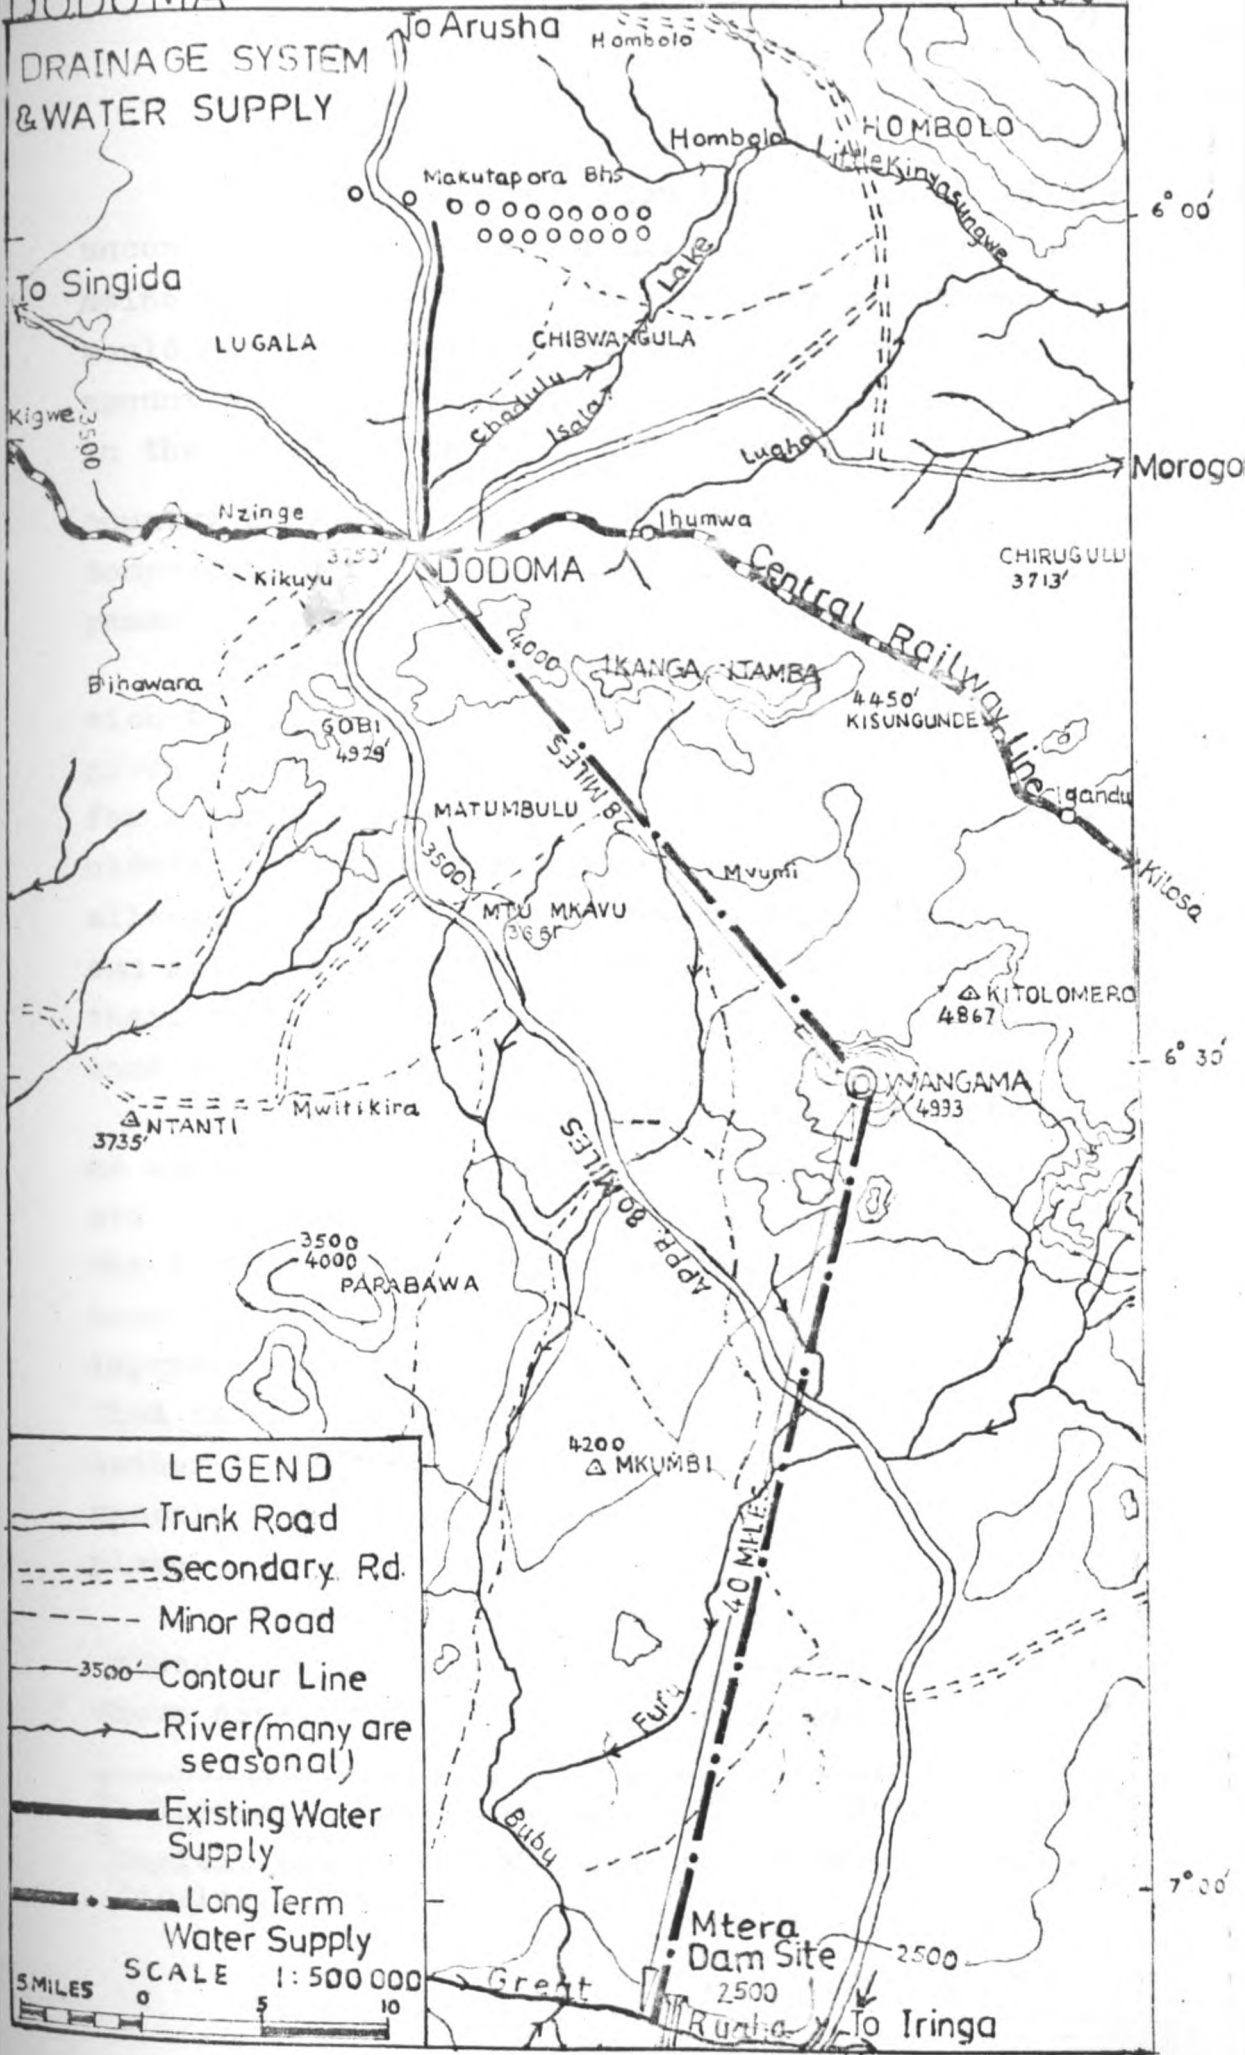 DODOMA
DRAINAGE SYSTEM
& WATER SUPPLY
To Arusha
Hombolo
HOMBOLO
Hombolo
Little Kinyasungwe
Makutapora Bhs
6° 00'
Lake
To Singida
LUGALA
CHIBWANGULA
Chadulu
Isala
Kigwe
3500
Lugha
Morogo
Nzinge
Ihumwa
3753'
DODOMA
Kikuyu
CHIRUGULU
3713'
Central Railway Line
4000
IKANGA ITAMBA
Bihawana
4450'
KISUNGUNDE
GOBI
4929'
28 MILES
Igandu
MATUMBULU
3500
Mvumi
Kilosa
MTU MKAVU
KITOLOMERO
4867
6° 30'
WANGAMA
4993
Mwitikira
NTANTI
3735'
APPR. 80 MILES
3500
4000
PARABAWA
4200
MKUMBI
40 MILES
LEGEND
Trunk Road
Secondary. Rd.
Minor Road
3500' Contour Line
River (many are
seasonal)
Existing Water
Supply
Long Term
Water Supply
SCALE 1: 500 000
5 MILES 0 5 10
Fufu
Bubu
7° 00'
Mtera
Dam Site
2500
2500
Great
Ruaha
To Iringa